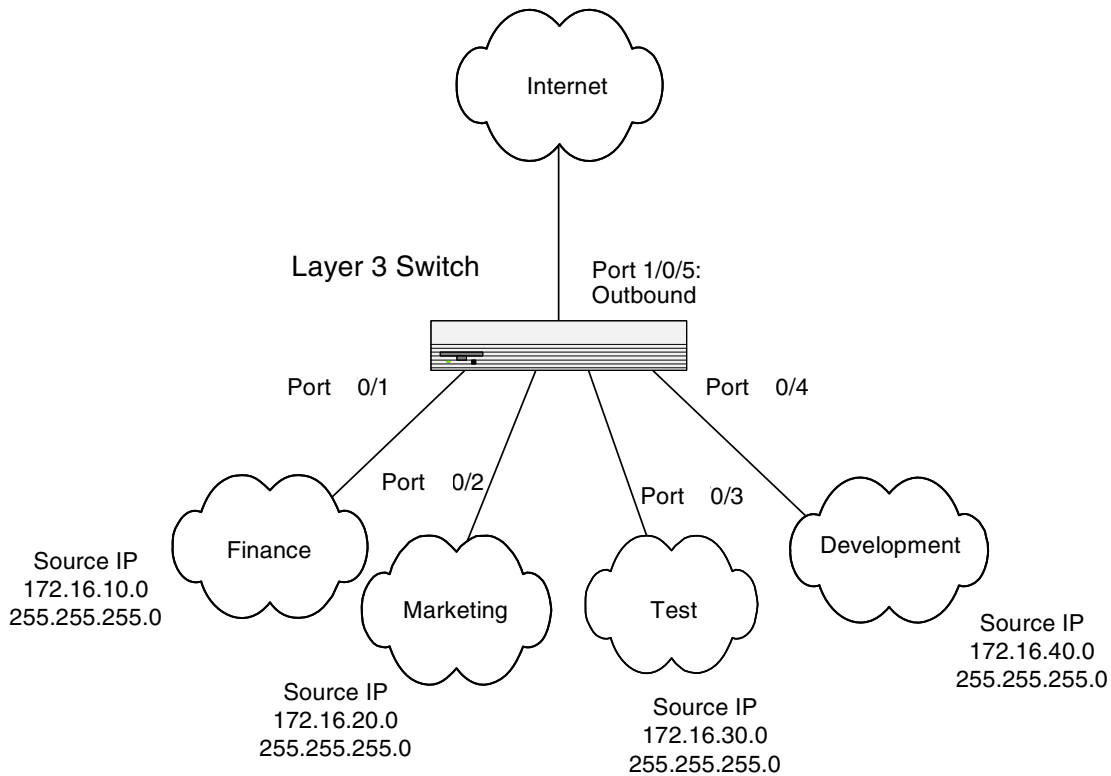 Internet
Layer 3 Switch
Port 1/0/5:
Outbound
Port 0/1
Port 0/4
Port 0/2
Port 0/3
Finance
Source IP
172.16.10.0
255.255.255.0
Marketing
Source IP
172.16.20.0
255.255.255.0
Test
Source IP
172.16.30.0
255.255.255.0
Development
Source IP
172.16.40.0
255.255.255.0